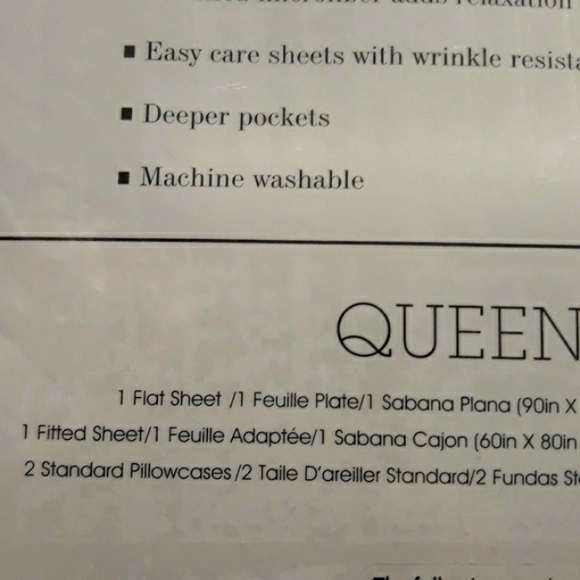 ■ Easy care sheets with wrinkle
■ Deeper pockets
■ Machine washable
QUEEN
1 Flat Sheet /1 Feuille Plate/1 Sabana Plana (90in X
1 Fitted Sheet/1 Feuille Adaptée/1 Sabana Cajon (60in X 80in
2 Standard Pillowcases/2 Taile D'areiller Standard/2 Fundas